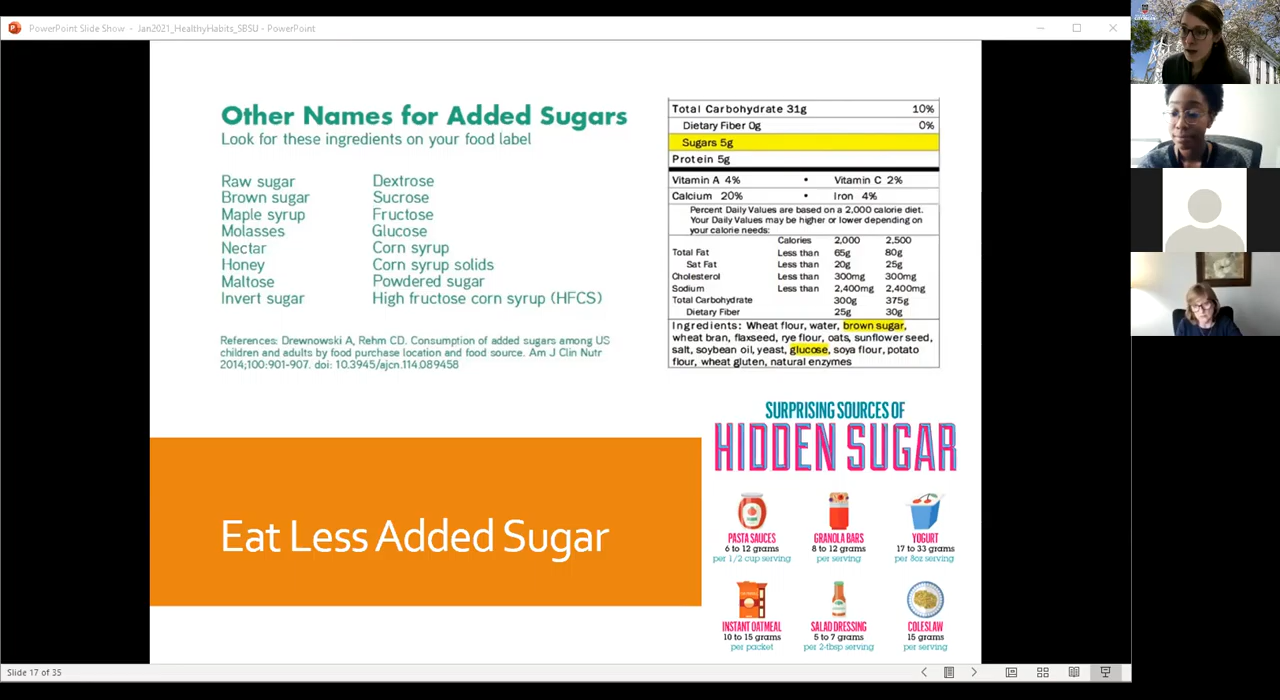 PowerPoint Slide Show - Jan2021_HealthyHabits_SBSU - PowerPoint
Other Names for Added Sugars
Look for these ingredients on your food label
Raw sugar
Brown sugar
Maple syrup
Molasses
Nectar
Honey
Maltose
Invert sugar
Dextrose
Sucrose
Fructose
Glucose
Corn syrup
Corn syrup solids
Powdered sugar
High fructose corn syrup (HFCS)
References: Drewnowski A, Rehm CD. Consumption of added sugars among US
children and adults by food purchase location and food source. Am J Clin Nutr
2014;100:901-907. doi: 10.3945/ajcn.114.089458
Total Carbohydrate 31g 10%
Dietary Fiber 0g 0%
Sugars 5g
Protein 5g
Vitamin A 4% • Vitamin C 2%
Calcium 20% • Iron 4%
Percent Daily Values are based on a 2,000 calorie diet.
Your Daily Values may be higher or lower depending on
your calorie needs:
Calories 2,000 2,500
Total Fat Less than 65g 80g
Sat Fat Less than 20g 25g
Cholesterol Less than 300mg 300mg
Sodium Less than 2,400mg 2,400mg
Total Carbohydrate 300g 375g
Dietary Fiber 25g 30g
Ingredients: Wheat flour, water, brown sugar,
wheat bran, flaxseed, rye flour, oats, sunflower seed,
salt, soybean oil, yeast, glucose, soya flour, potato
flour, wheat gluten, natural enzymes
Eat Less Added Sugar
SURPRISING SOURCES OF
HIDDEN SUGAR
PASTA SAUCES
6 to 12 grams
per 1/2 cup serving
GRANOLA BARS
8 to 12 grams
per serving
YOGURT
17 to 33 grams
per 8oz serving
INSTANT OATMEAL
10 to 15 grams
per packet
SALAD DRESSING
5 to 7 grams
per 2-tbsp serving
COLESLAW
15 grams
per serving
Slide 17 of 35